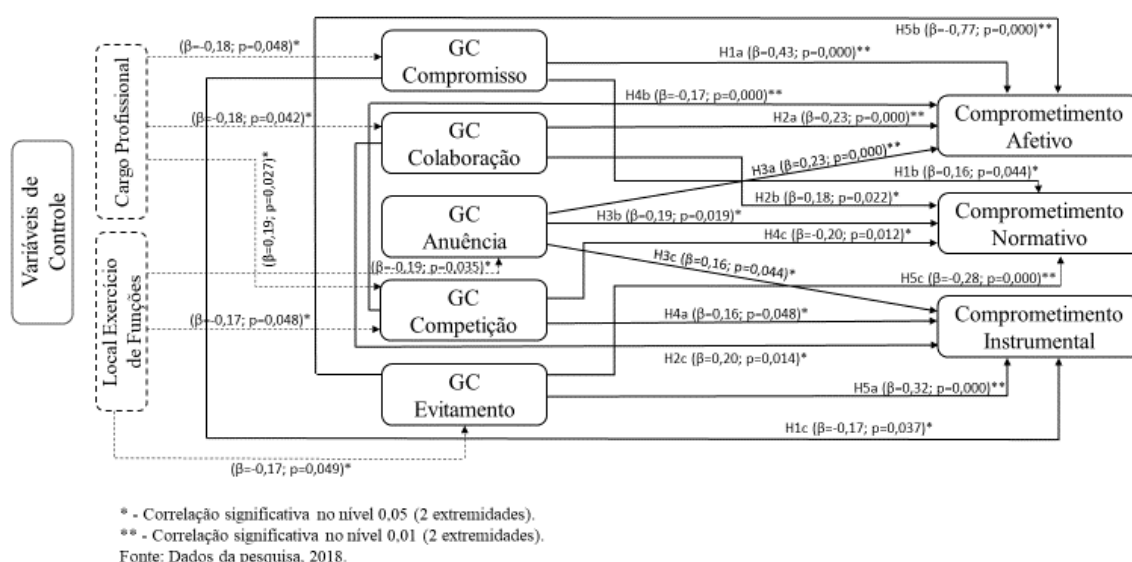 H5b (β=-0,77; p=0,000)**
(β=-0,18; p=0,048)*
GC
Compromisso
H1a (β=0,43; p=0,000)**
H4b (β=-0,17; p=0,000)**
Comprometimento
Afetivo
Cargo Profissional
(β=-0,18; p=0,042)*
GC
Colaboração
H2a (β=0,23; p=0,000)**
H3a (β=0,23; p=0,000)**
H1b (β=0,16; p=0,044)*
(β=0,19; p=0,027)*
H2b (β=0,18; p=0,022)*
Variáveis de
Controle
GC
Anuência
H3b (β=0,19; p=0,019)*
Comprometimento
Normativo
H4c (β=-0,20; p=0,012)*
(β=-0,19; p=0,035)*
H3c (β=0,16; p=0,044)*
H5c (β=-0,28; p=0,000)**
Local Exercício
de Funções
(β=-0,17; p=0,048)*
GC
Competição
H4a (β=0,16; p=0,048)*
Comprometimento
Instrumental
H2c (β=0,20; p=0,014)*
GC
Evitamento
H5a (β=0,32; p=0,000)**
H1c (β=-0,17; p=0,037)*
(β=-0,17; p=0,049)*
* - Correlação significativa no nível 0,05 (2 extremidades).
** - Correlação significativa no nível 0,01 (2 extremidades).
Fonte: Dados da pesquisa, 2018.